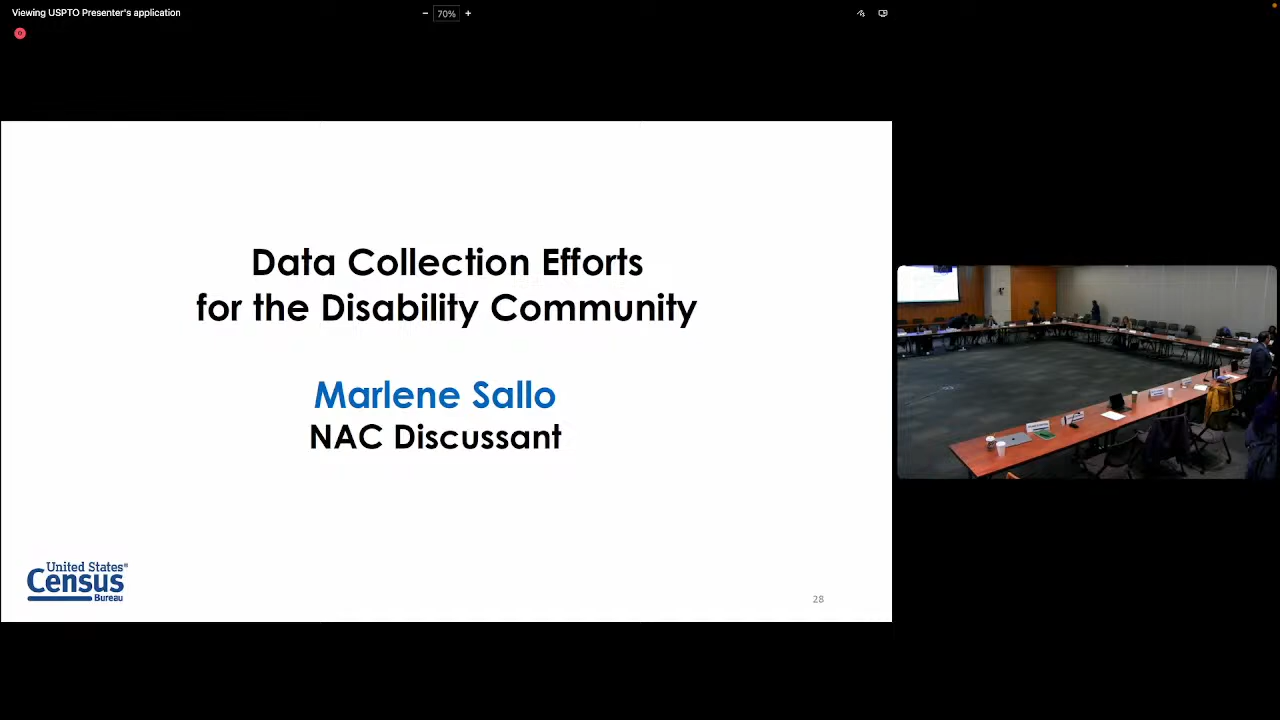 Viewing USPTO Presenter's application
− 70% +
Data Collection Efforts
for the Disability Community
Marlene Sallo
NAC Discussant
United States®
Census
Bureau
28